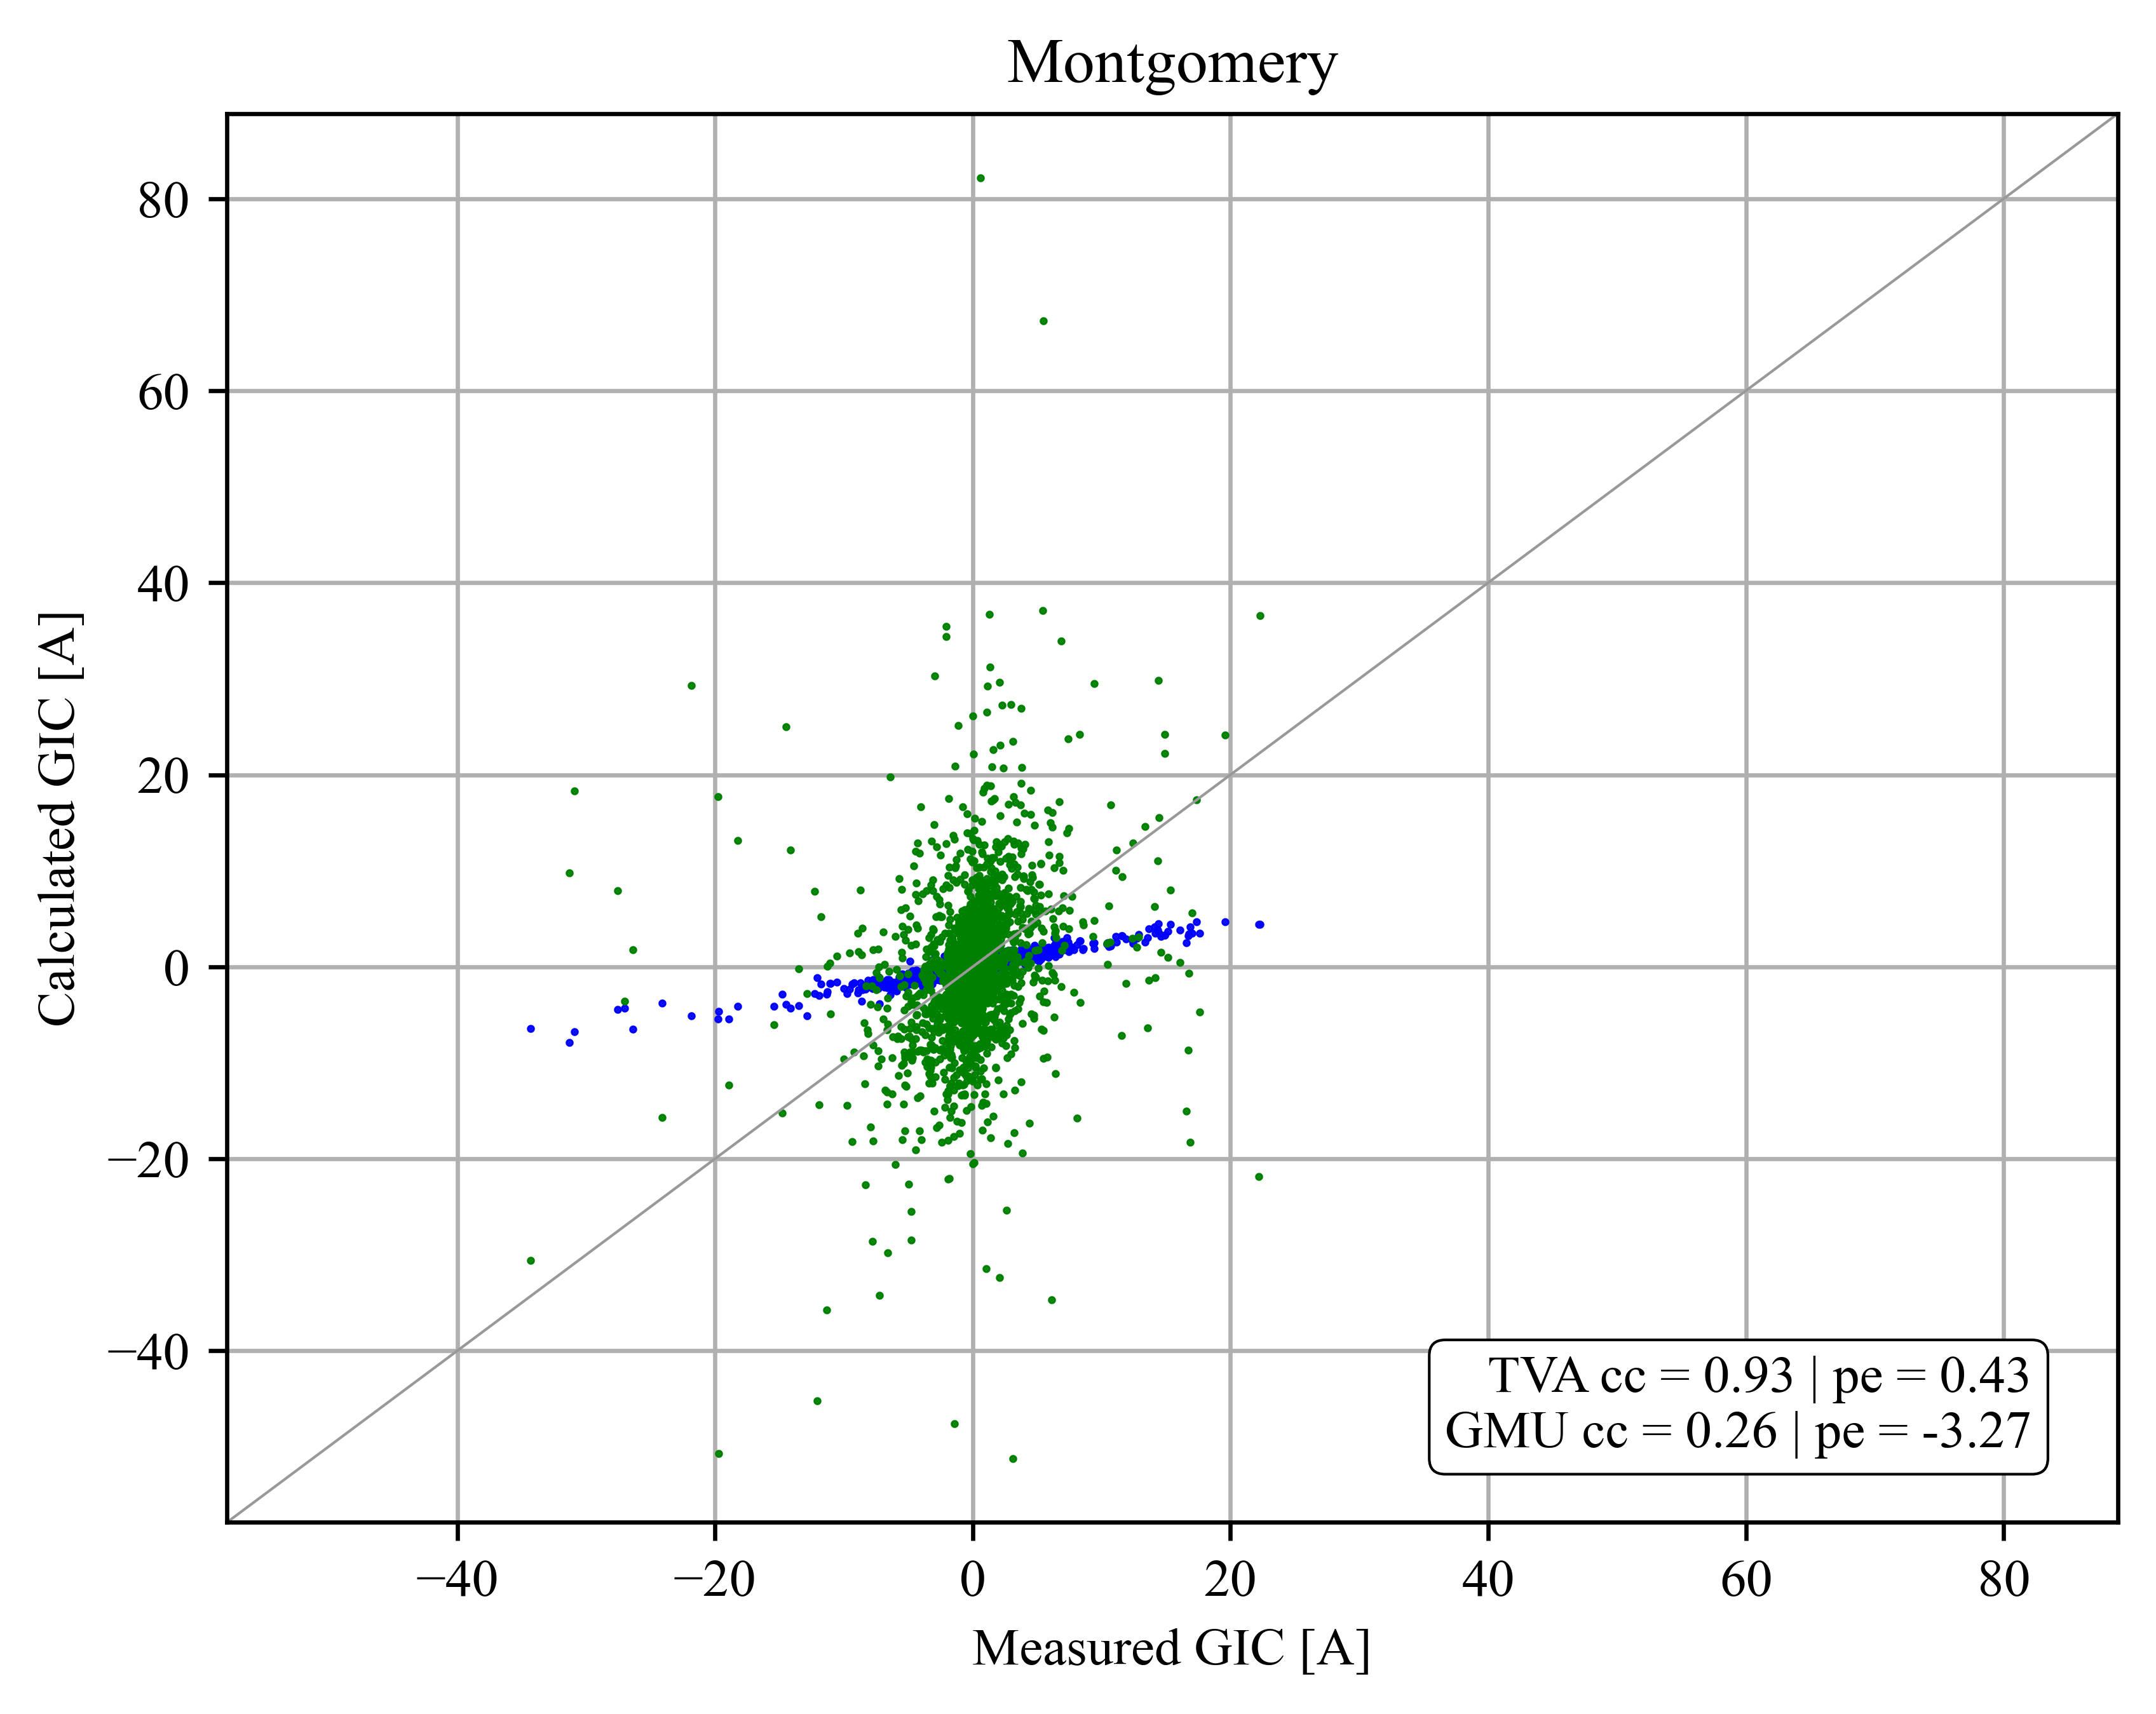 Montgomery
80
60
40
20
0
−20
−40
Calculated GIC [A]
TVA cc = 0.93 | pe = 0.43
GMU cc = 0.26 | pe = -3.27
−40 −20 0 20 40 60 80
Measured GIC [A]